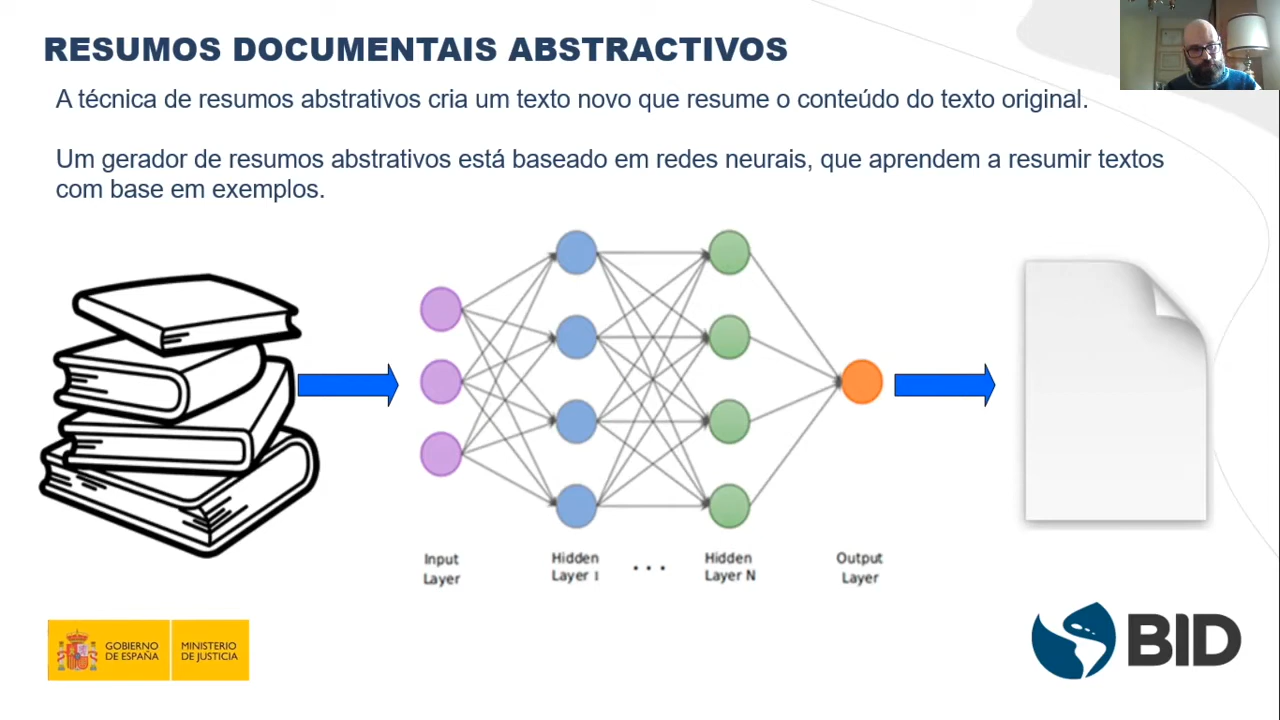 RESUMOS DOCUMENTAIS ABSTRACTIVOS
A técnica de resumos abstrativos cria um texto novo que resume o conteúdo do texto original.
Um gerador de resumos abstrativos está baseado em redes neurais, que aprendem a resumir textos
com base em exemplos.
Input
Layer
Hidden
Layer 1
...
Hidden
Layer N
Output
Layer
GOBIERNO
DE ESPAÑA
MINISTERIO
DE JUSTICIA
BID